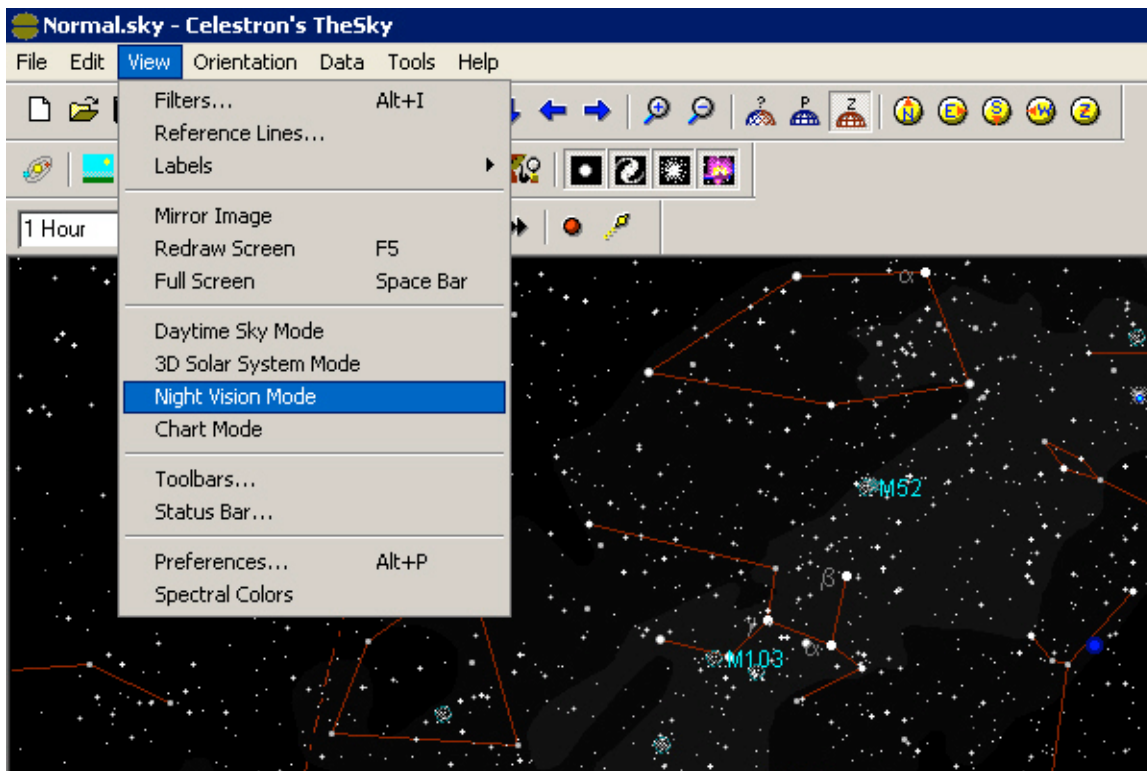 Normal.sky - Celestron's TheSky
File Edit View Orientation Data Tools Help
Filters... Alt+I
Reference Lines...
Labels
Mirror Image
Redraw Screen F5
Full Screen Space Bar
Daytime Sky Mode
3D Solar System Mode
Night Vision Mode
Chart Mode
Toolbars...
Status Bar...
Preferences... Alt+P
Spectral Colors
? P Z N E S W Z
1 Hour
α
M52
β
γ
M103
α